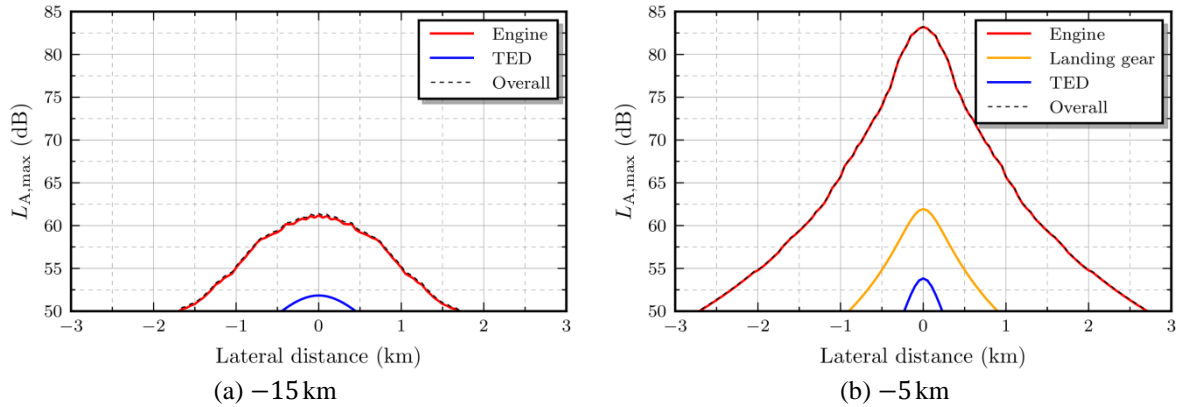 85
80
75
70
65
60
55
50
L_A,max (dB)
Engine
TED
Overall
−3
−2
−1
0
1
2
3
Lateral distance (km)
(a) −15 km
85
80
75
70
65
60
55
50
L_A,max (dB)
Engine
Landing gear
TED
Overall
−3
−2
−1
0
1
2
3
Lateral distance (km)
(b) −5 km